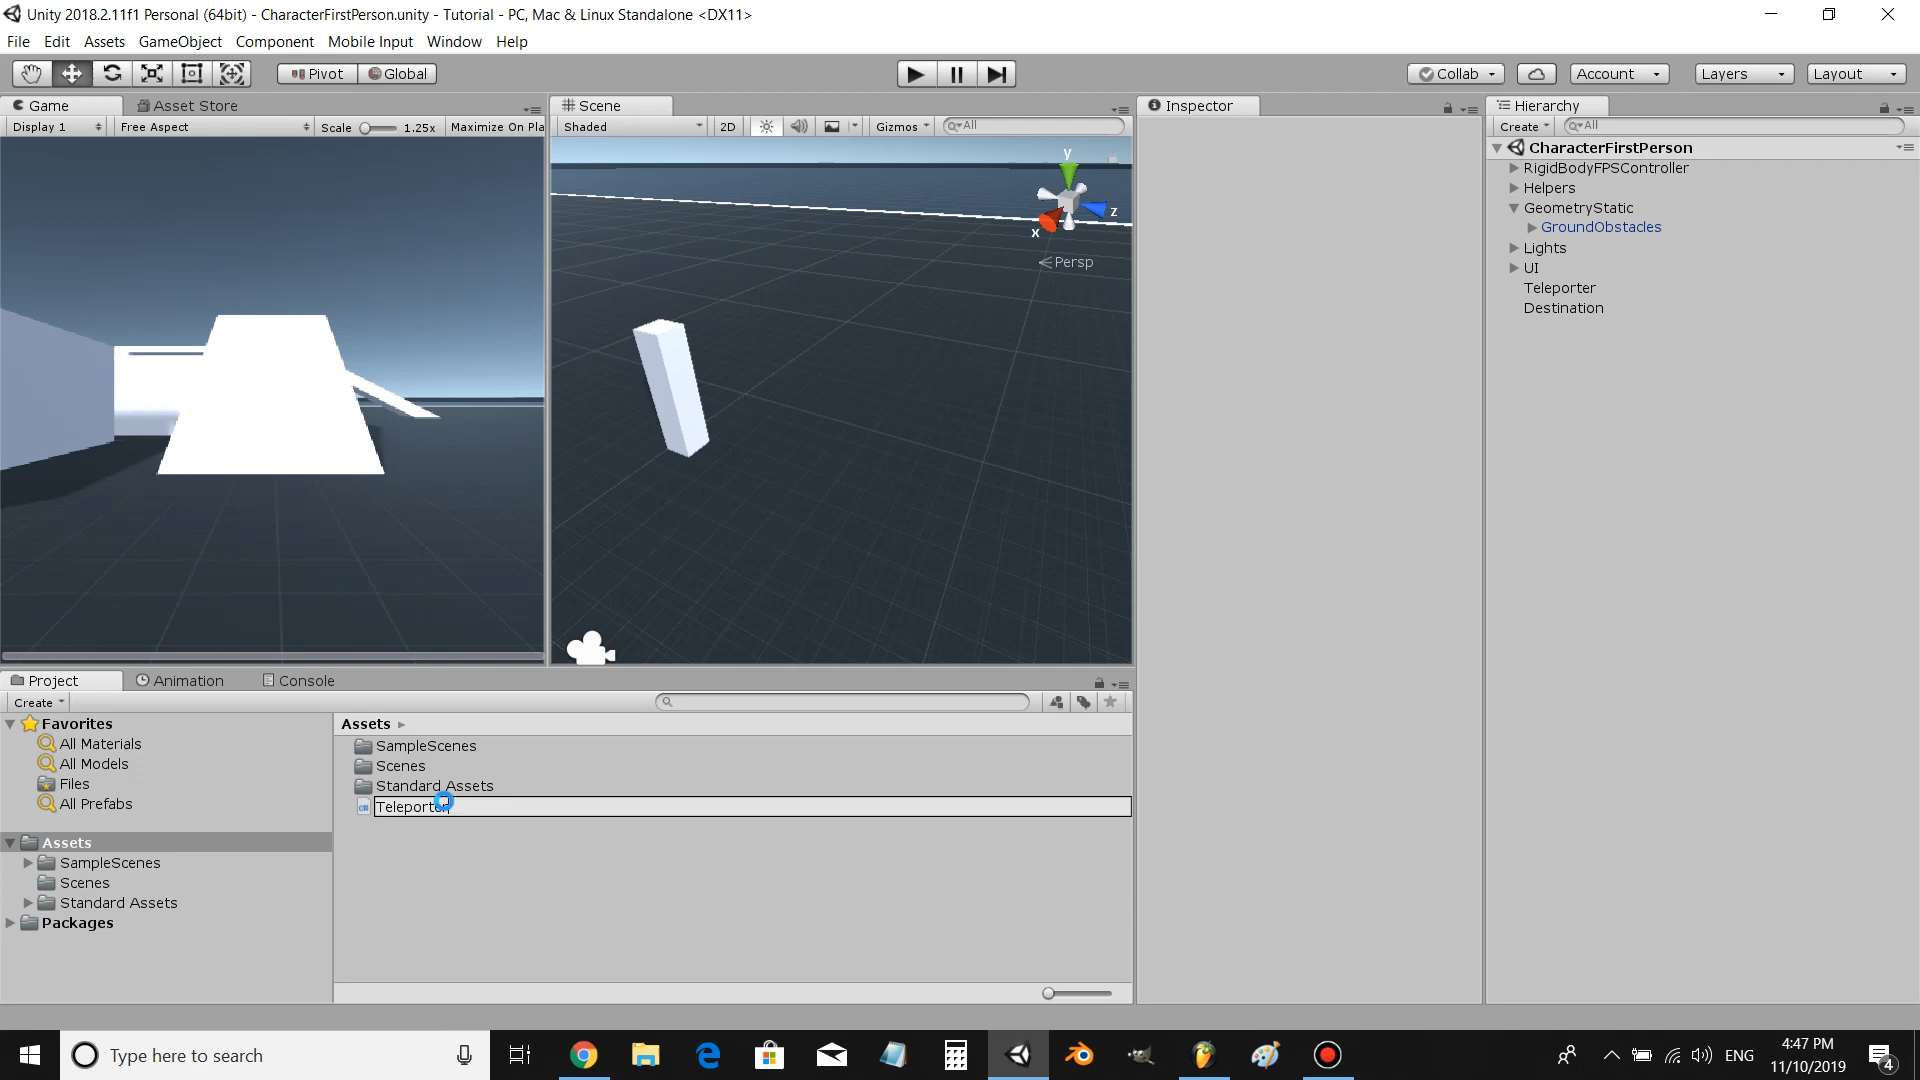 Unity 2018.2.11f1 Personal (64bit) - CharacterFirstPerson.unity - Tutorial - PC, Mac & Linux Standalone <DX11>
File Edit Assets GameObject Component Mobile Input Window Help
Pivot Global Collab Account Layers Layout
Game Asset Store Scene Inspector Hierarchy
Display 1 Free Aspect Scale 1.25x Maximize On Pla Shaded 2D Gizmos All Create All
CharacterFirstPerson
RigidBodyFPSController
Helpers
GeometryStatic
GroundObstacles
Lights
UI
Teleporter
Destination
y
z
x
Persp
Project Animation Console
Create
Favorites
All Materials
All Models
Files
All Prefabs
Assets
SampleScenes
Scenes
Standard Assets
Packages
Assets
SampleScenes
Scenes
Standard Assets
Teleporter
Type here to search
ENG
4:47 PM
11/10/2019
4